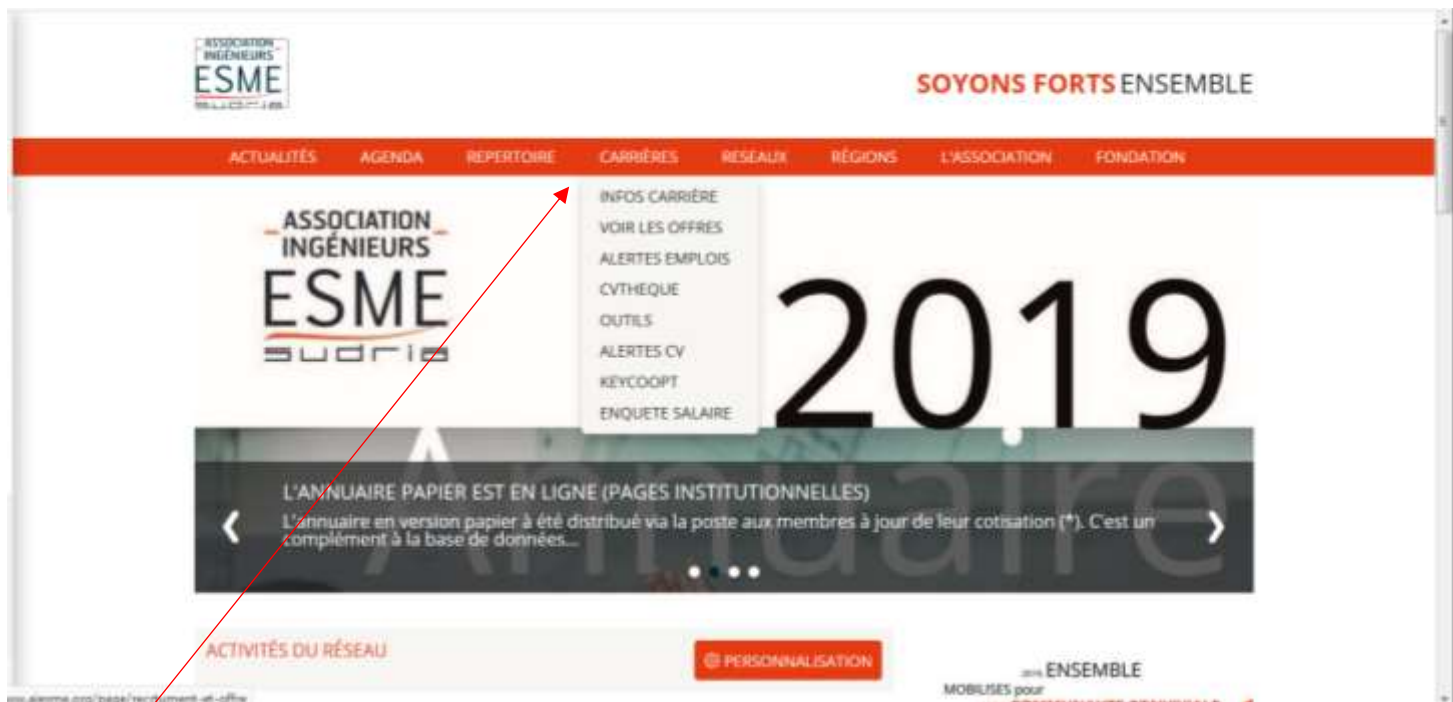 ASSOCIATION
INGÉNIEURS
ESME
sudria
SOYONS FORTS ENSEMBLE
ACTUALITÉS AGENDA REPERTOIRE CARRIÈRES RESEAUX RÉGIONS L'ASSOCIATION FONDATION
INFOS CARRIÈRE
VOIR LES OFFRES
ALERTES EMPLOIS
CVTHEQUE
OUTILS
ALERTES CV
KEYCOOPT
ENQUETE SALAIRE
ASSOCIATION
INGÉNIEURS
ESME
sudria
2019
Annuaire
L'ANNUAIRE PAPIER EST EN LIGNE (PAGES INSTITUTIONNELLES)
L'annuaire en version papier à été distribué via la poste aux membres à jour de leur cotisation (*). C'est un
complément à la base de données...
ACTIVITÉS DU RÉSEAU
PERSONNALISATION
ENSEMBLE
MOBILISES pour